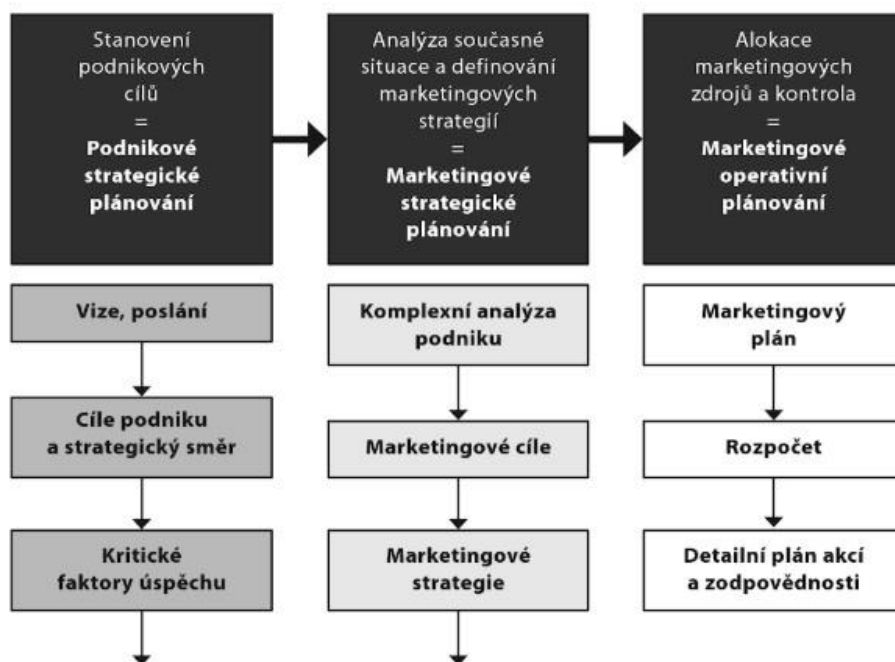 Stanovení
podnikových
cílů
=
Podnikové
strategické
plánování
Analýza současné
situace a definování
marketingových
strategií
=
Marketingové
strategické
plánování
Alokace
marketingových
zdrojů a kontrola
=
Marketingové
operativní
plánování
Vize, poslání
Cíle podniku
a strategický směr
Kritické
faktory úspěchu
Komplexní analýza
podniku
Marketingové cíle
Marketingové
strategie
Marketingový
plán
Rozpočet
Detailní plán akcí
a zodpovědnosti